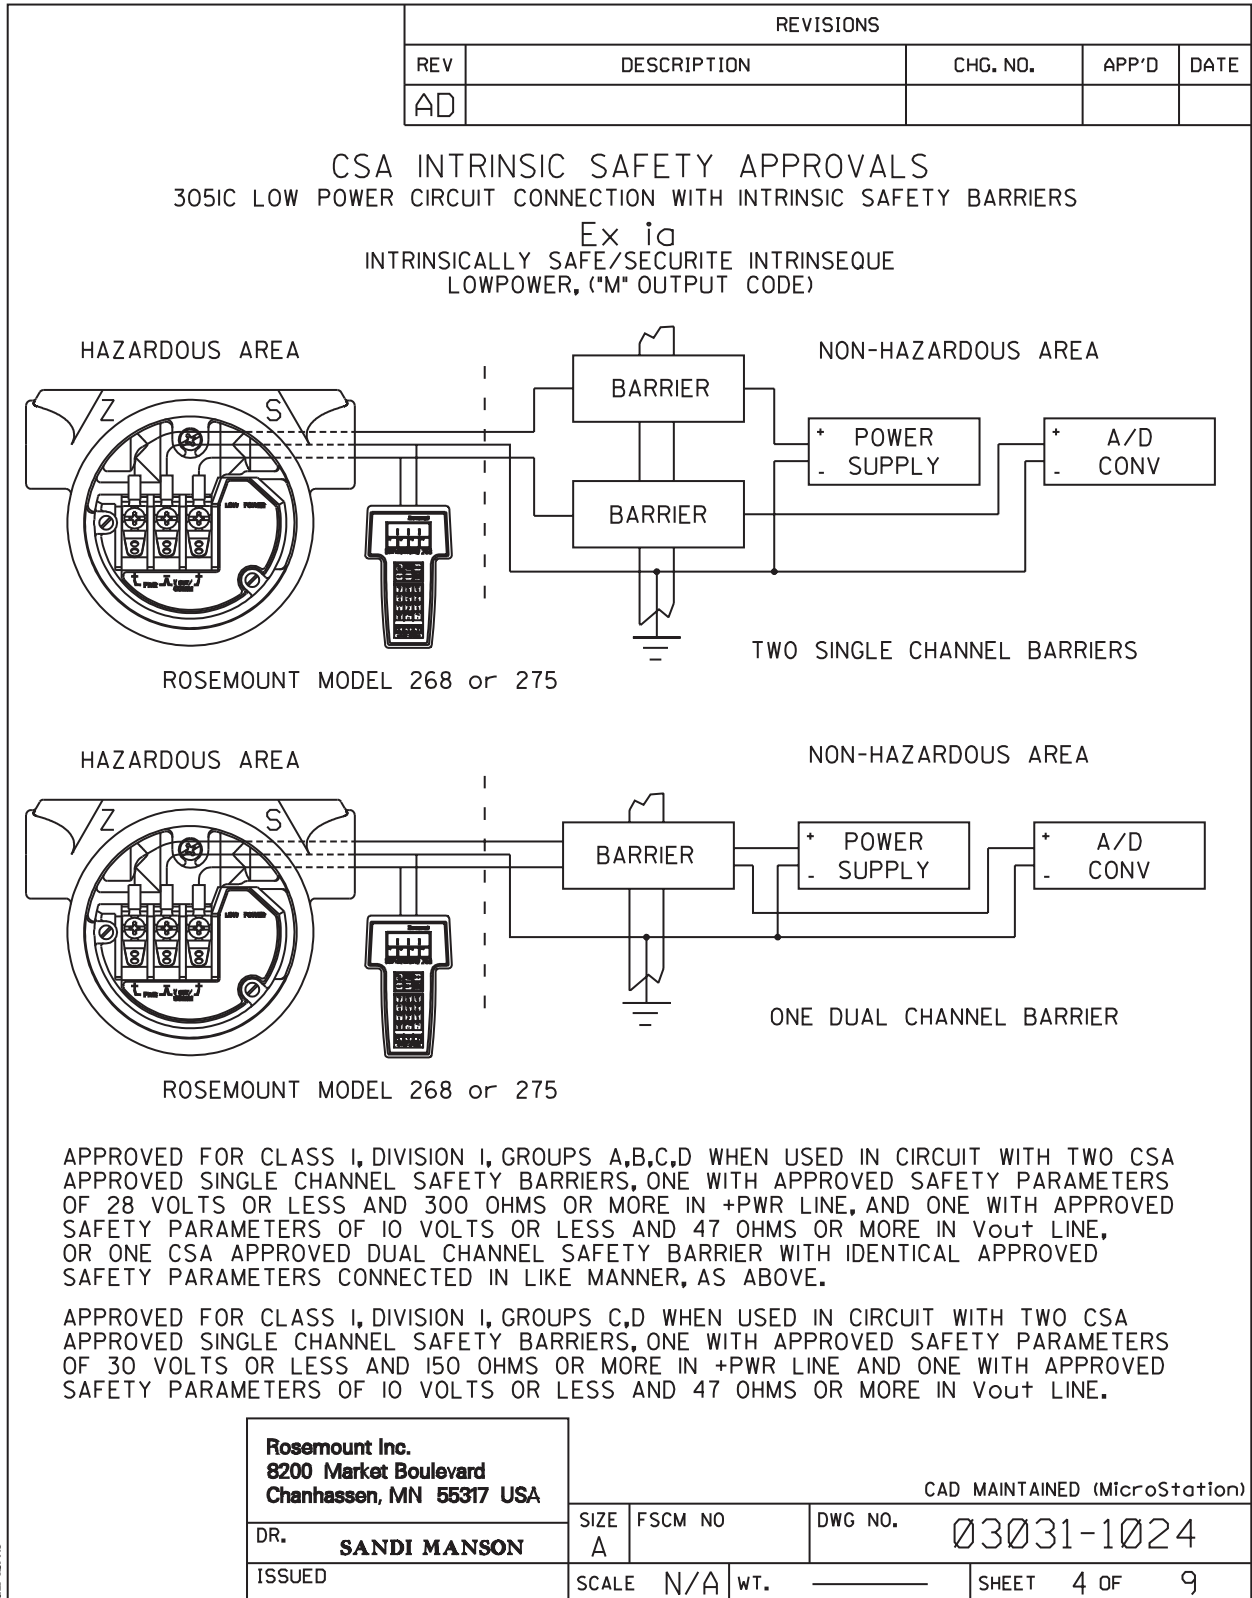 REVISIONS
REV DESCRIPTION CHG. NO. APP'D DATE
AD
CSA INTRINSIC SAFETY APPROVALS
3051C LOW POWER CIRCUIT CONNECTION WITH INTRINSIC SAFETY BARRIERS
Ex ia
INTRINSICALLY SAFE/SECURITE INTRINSEQUE
LOWPOWER, ("M" OUTPUT CODE)
HAZARDOUS AREA
NON-HAZARDOUS AREA
Z S
LOW POWER
BARRIER
BARRIER
+ POWER
- SUPPLY
+ A/D
- CONV
TWO SINGLE CHANNEL BARRIERS
ROSEMOUNT MODEL 268 or 275
HAZARDOUS AREA
NON-HAZARDOUS AREA
Z S
LOW POWER
BARRIER
+ POWER
- SUPPLY
+ A/D
- CONV
ONE DUAL CHANNEL BARRIER
ROSEMOUNT MODEL 268 or 275
APPROVED FOR CLASS I, DIVISION I, GROUPS A,B,C,D WHEN USED IN CIRCUIT WITH TWO CSA
APPROVED SINGLE CHANNEL SAFETY BARRIERS, ONE WITH APPROVED SAFETY PARAMETERS
OF 28 VOLTS OR LESS AND 300 OHMS OR MORE IN +PWR LINE, AND ONE WITH APPROVED
SAFETY PARAMETERS OF 10 VOLTS OR LESS AND 47 OHMS OR MORE IN Vout LINE,
OR ONE CSA APPROVED DUAL CHANNEL SAFETY BARRIER WITH IDENTICAL APPROVED
SAFETY PARAMETERS CONNECTED IN LIKE MANNER, AS ABOVE.
APPROVED FOR CLASS I, DIVISION I, GROUPS C,D WHEN USED IN CIRCUIT WITH TWO CSA
APPROVED SINGLE CHANNEL SAFETY BARRIERS, ONE WITH APPROVED SAFETY PARAMETERS
OF 30 VOLTS OR LESS AND 150 OHMS OR MORE IN +PWR LINE AND ONE WITH APPROVED
SAFETY PARAMETERS OF 10 VOLTS OR LESS AND 47 OHMS OR MORE IN Vout LINE.
Rosemount Inc.
8200 Market Boulevard
Chanhassen, MN 55317 USA
CAD MAINTAINED (MicroStation)
DR. SANDI MANSON
SIZE A FSCM NO DWG NO. 03031-1024
ISSUED
SCALE N/A WT. SHEET 4 OF 9